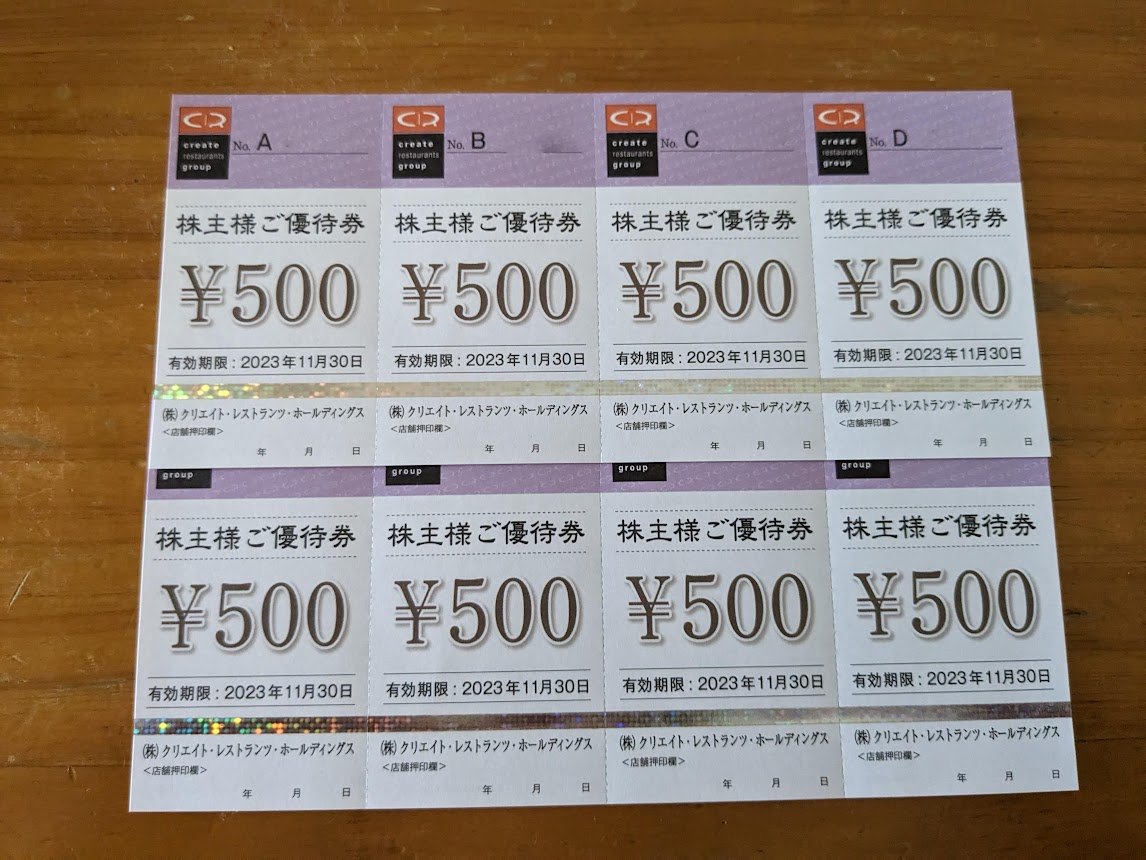 CR create restaurants group No. A
CR create restaurants group No. B
CR create restaurants group No. C
CR create restaurants group No. D
株主様ご優待券 株主様ご優待券 株主様ご優待券 株主様ご優待券
¥500 ¥500 ¥500 ¥500
有効期限:2023年11月30日 有効期限:2023年11月30日 有効期限:2023年11月30日 有効期限:2023年11月30日
㈱クリエイト・レストランツ・ホールディングス ㈱クリエイト・レストランツ・ホールディングス ㈱クリエイト・レストランツ・ホールディングス ㈱クリエイト・レストランツ・ホールディングス
<店舗押印欄> <店舗押印欄> <店舗押印欄> <店舗押印欄>
年 月 日 年 月 日 年 月 日 年 月 日
group group group group
株主様ご優待券 株主様ご優待券 株主様ご優待券 株主様ご優待券
¥500 ¥500 ¥500 ¥500
有効期限:2023年11月30日 有効期限:2023年11月30日 有効期限:2023年11月30日 有効期限:2023年11月30日
㈱クリエイト・レストランツ・ホールディングス ㈱クリエイト・レストランツ・ホールディングス ㈱クリエイト・レストランツ・ホールディングス ㈱クリエイト・レストランツ・ホールディングス
<店舗押印欄> <店舗押印欄> <店舗押印欄> <店舗押印欄>
年 月 日 年 月 日 年 月 日 年 月 日